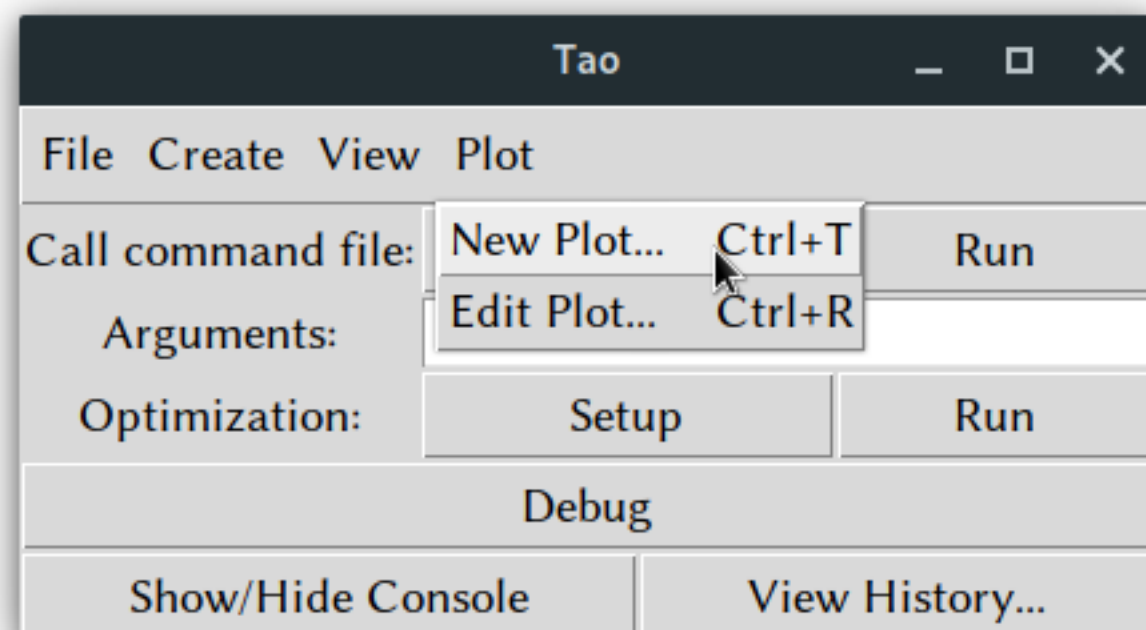 Tao
File Create View Plot
New Plot... Ctrl+T
Edit Plot... Ctrl+R
Call command file: Run
Arguments:
Optimization: Setup Run
Debug
Show/Hide Console View History...